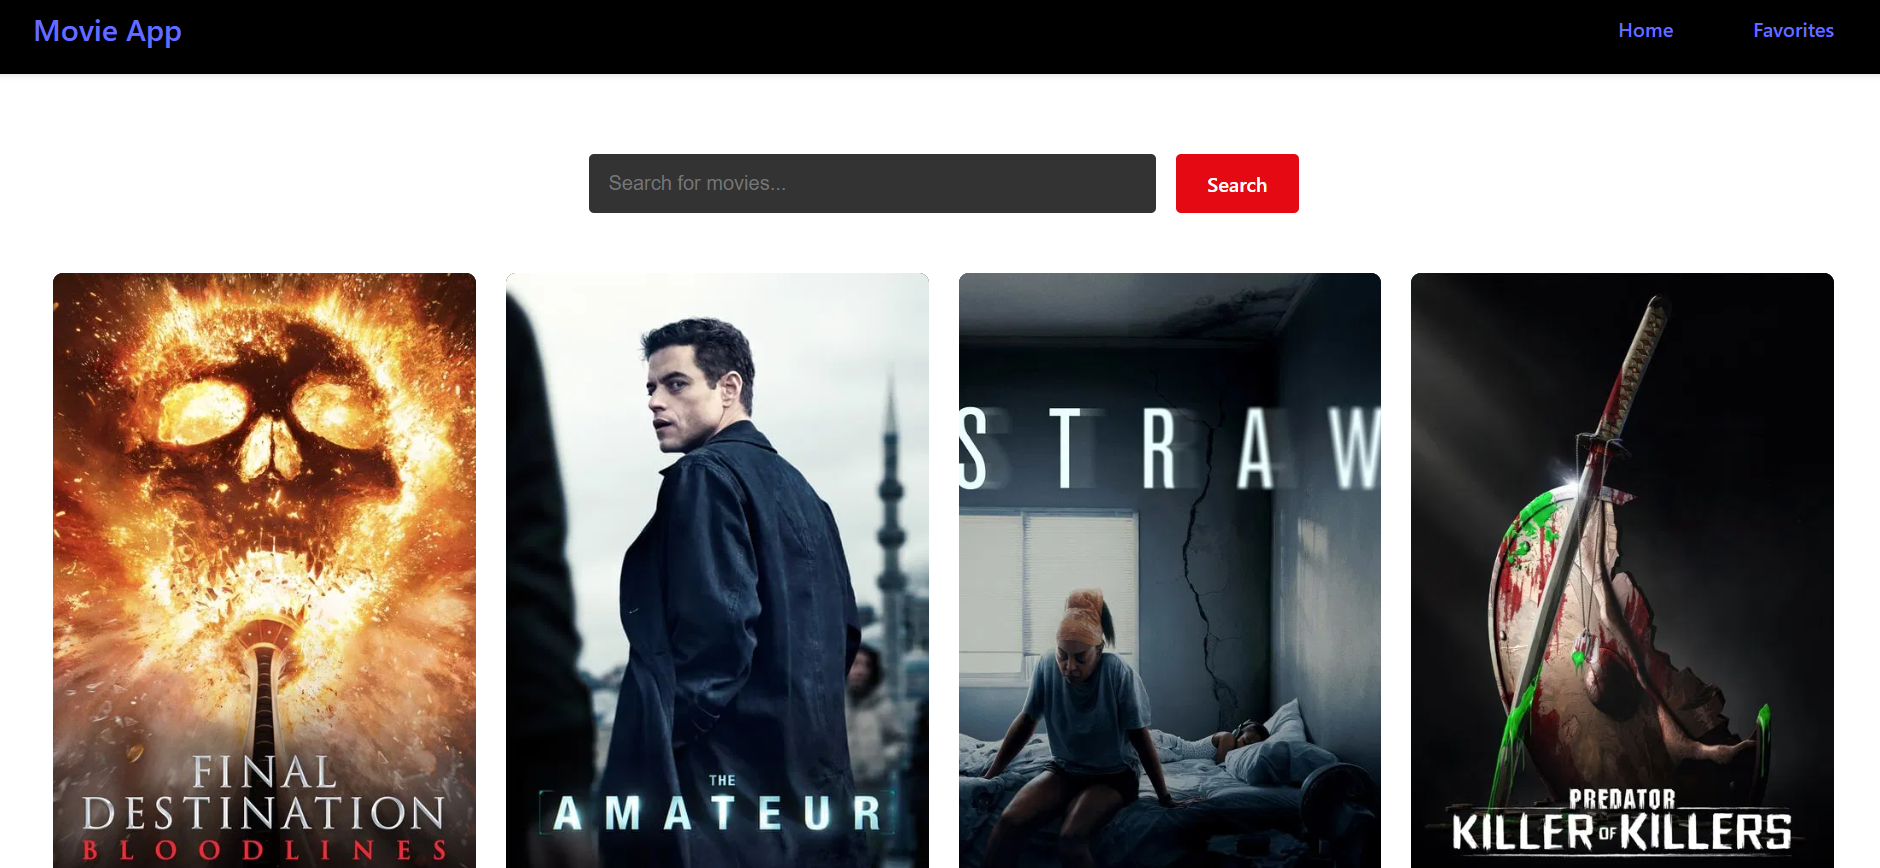 Movie App
Home
Favorites
Search for movies...
Search
FINAL
DESTINATION
BLOODLINES
THE
AMATEUR
STRAW
PREDATOR
KILLER OF KILLERS